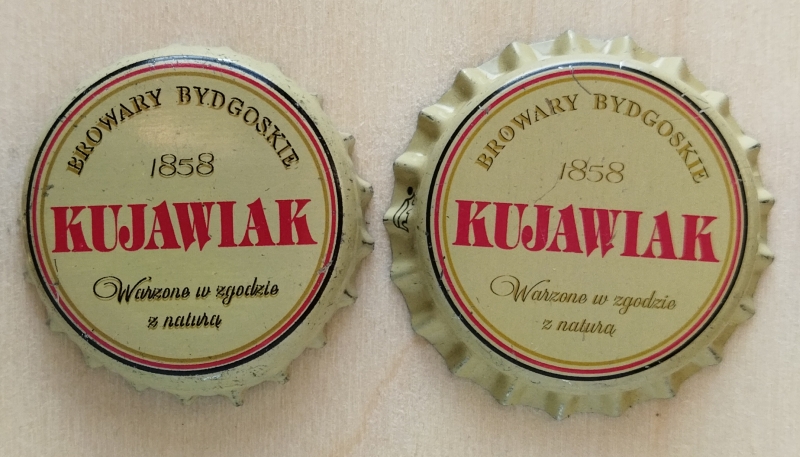 BROWARY BYDGOSKIE
1858
KUJAWIAK
Warzone w zgodzie
z naturą
BROWARY BYDGOSKIE
1858
KUJAWIAK
Warzone w zgodzie
z naturą